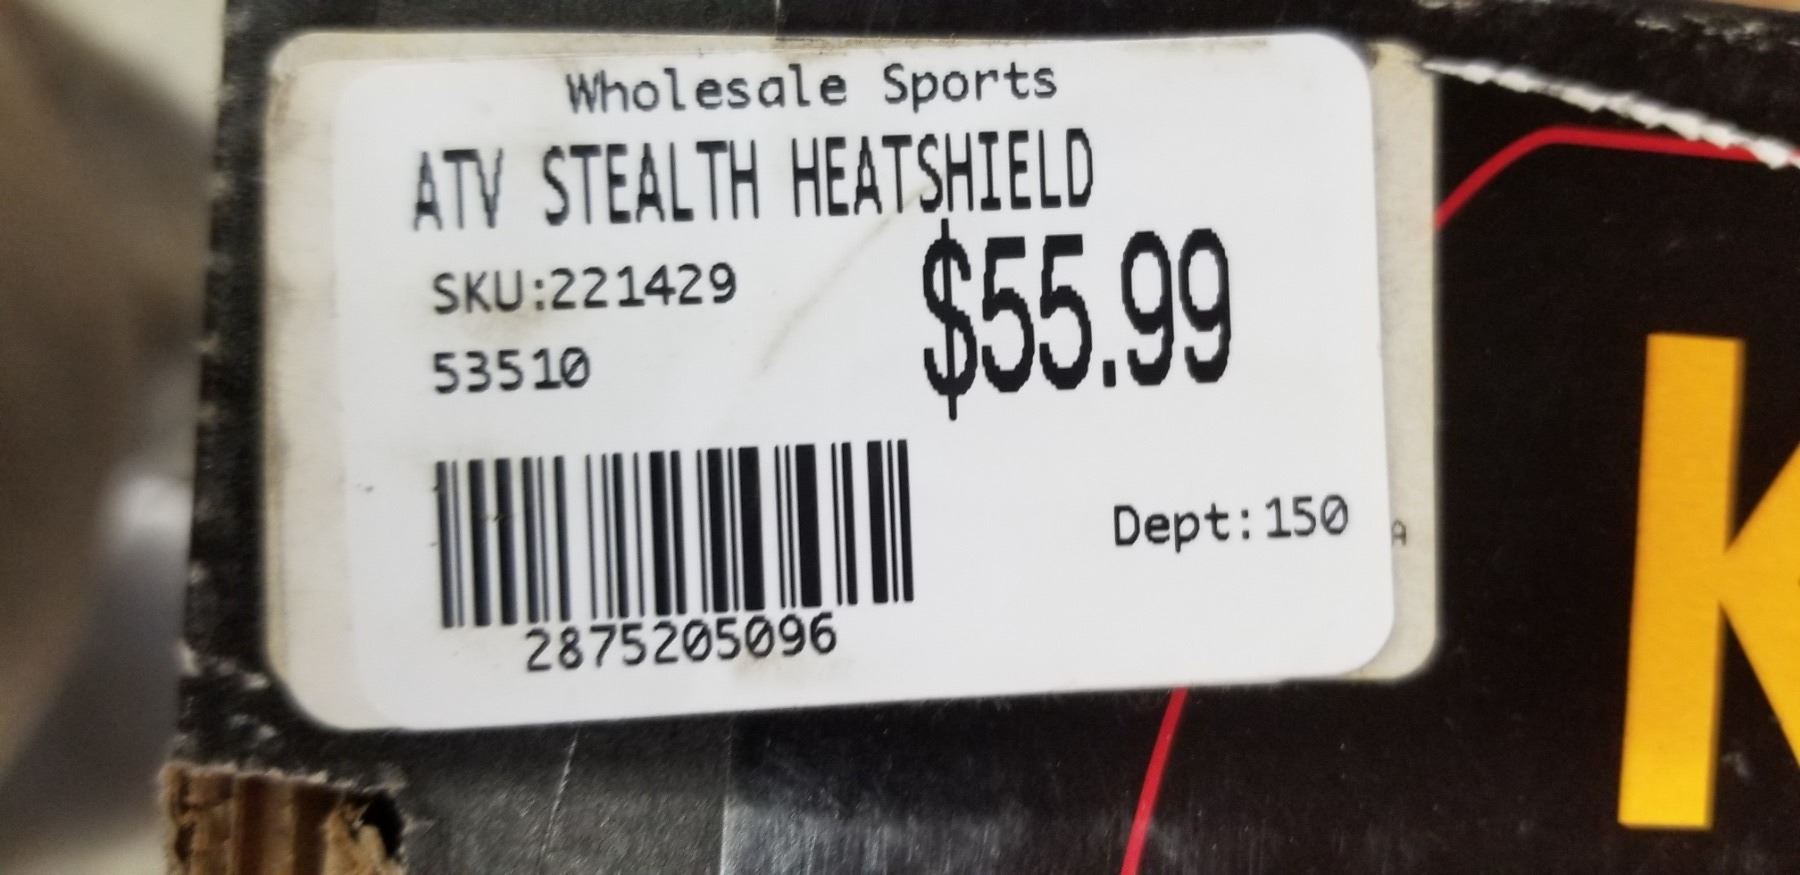 Wholesale Sports
ATV STEALTH HEATSHIELD
SKU:221429
$55.99
53510
Dept:150
A
2875205096
K